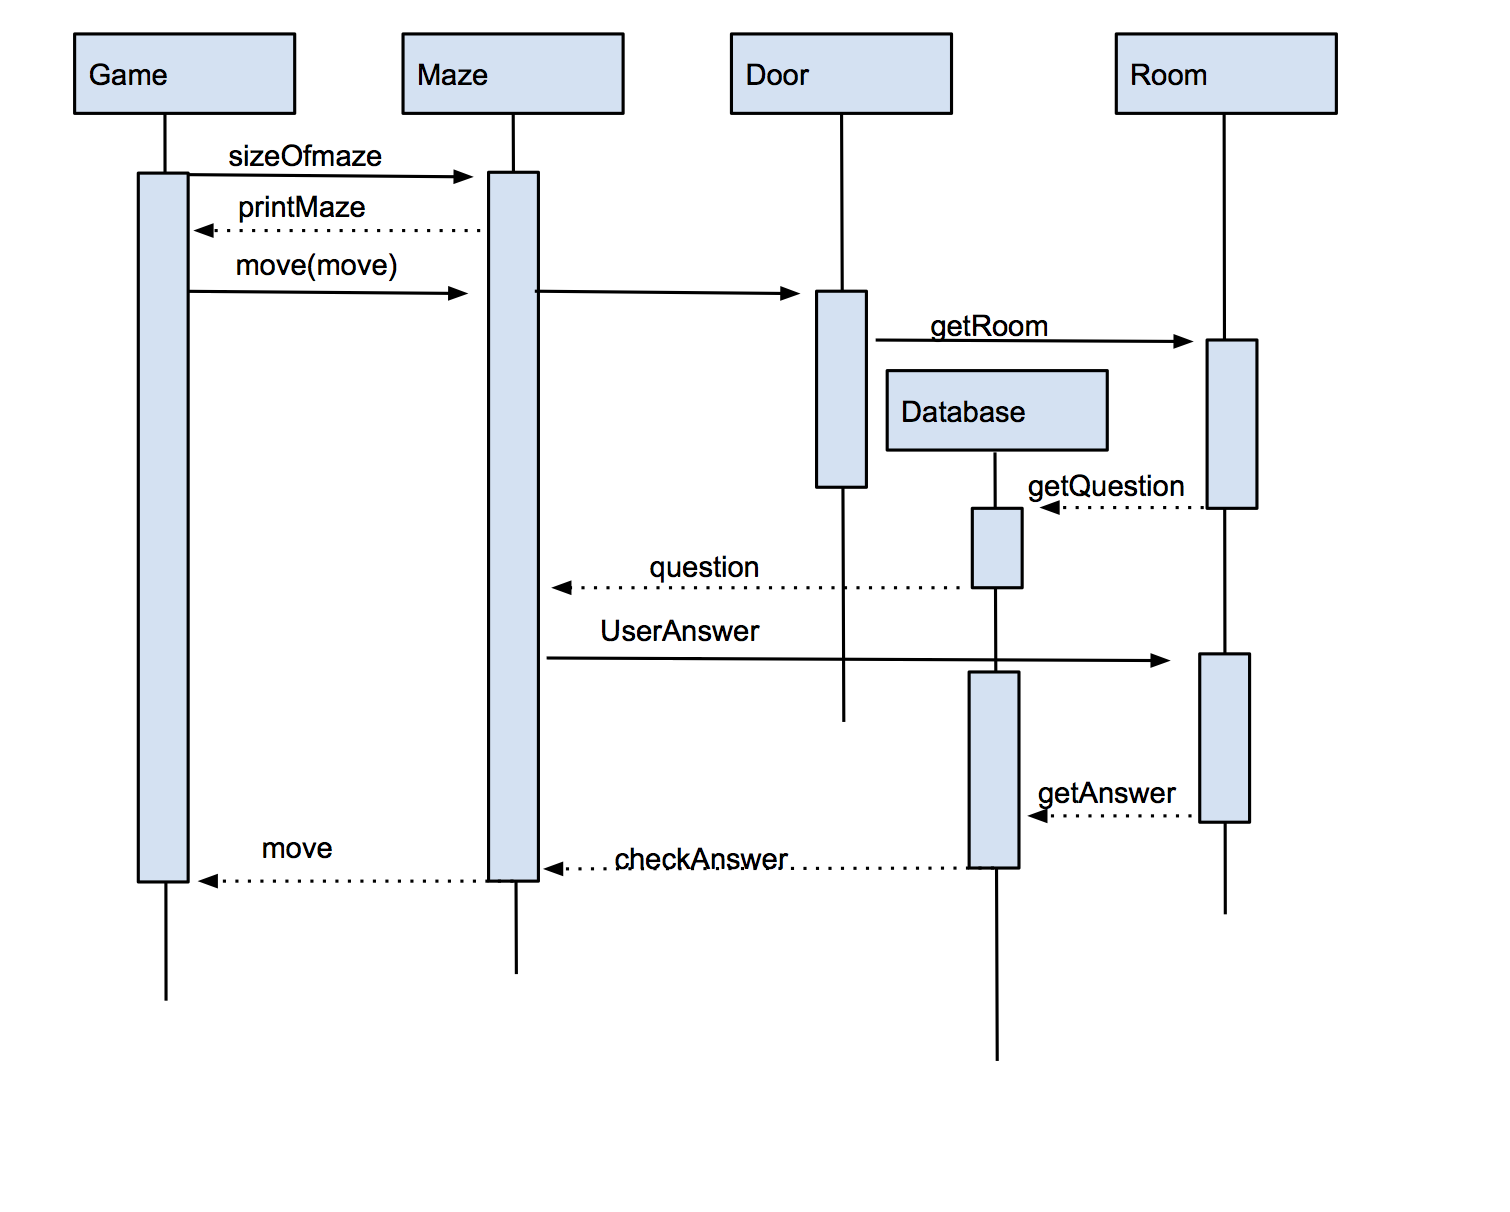 Game
Maze
Door
Room
sizeOfmaze
printMaze
move(move)
getRoom
Database
getQuestion
question
UserAnswer
getAnswer
move
checkAnswer